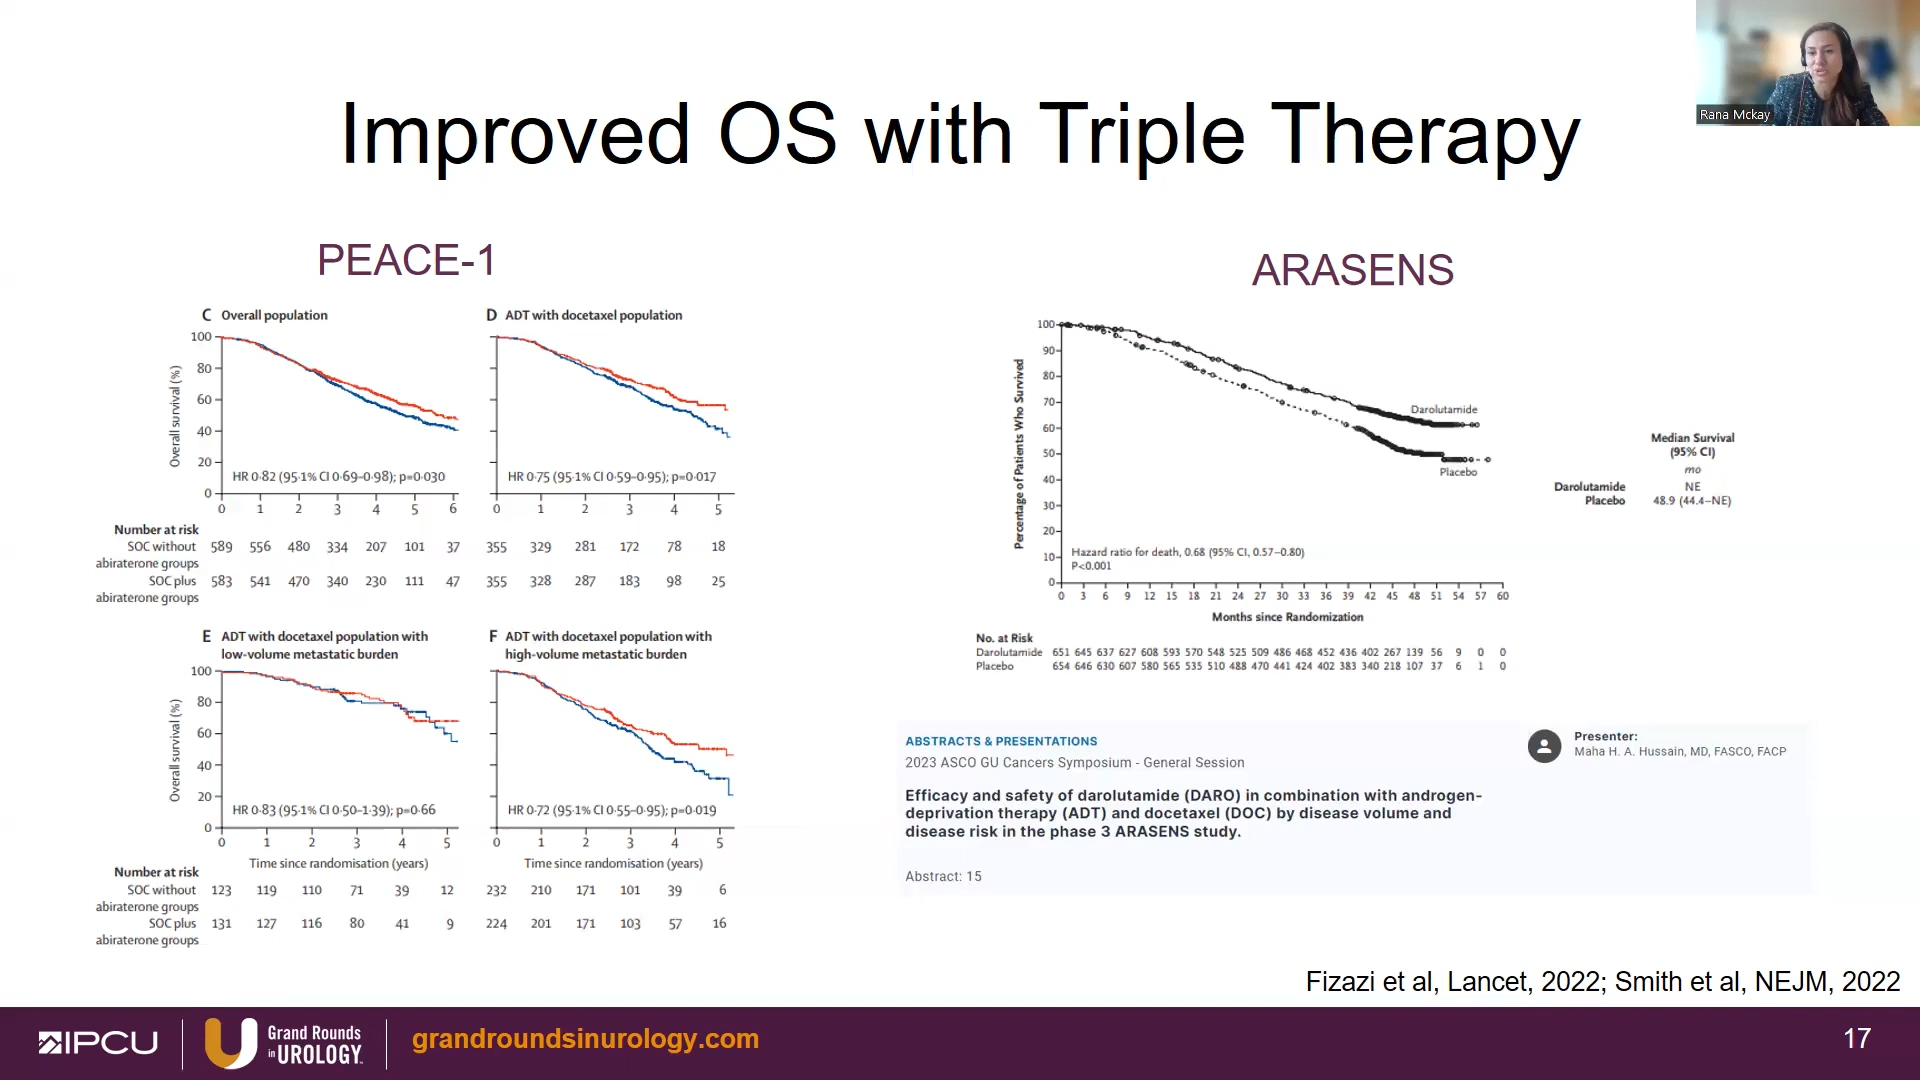 Rana Mckay
Improved OS with Triple Therapy
PEACE-1
C Overall population
Overall survival (%)
100
80
60
40
20
0
HR 0·82 (95·1% CI 0·69–0·98); p=0·030
0 1 2 3 4 5 6
D ADT with docetaxel population
HR 0·75 (95·1% CI 0·59–0·95); p=0·017
0 1 2 3 4 5
Number at risk
SOC without 589 556 480 334 207 101 37 355 329 281 172 78 18
abiraterone groups
SOC plus 583 541 470 340 230 111 47 355 328 287 183 98 25
abiraterone groups
E ADT with docetaxel population with
low-volume metastatic burden
Overall survival (%)
100
80
60
40
20
0
HR 0·83 (95·1% CI 0·50–1·39); p=0·66
0 1 2 3 4 5
Time since randomisation (years)
F ADT with docetaxel population with
high-volume metastatic burden
HR 0·72 (95·1% CI 0·55–0·95); p=0·019
0 1 2 3 4 5
Time since randomisation (years)
Number at risk
SOC without 123 119 110 71 39 12 232 210 171 101 39 6
abiraterone groups
SOC plus 131 127 116 80 41 9 224 201 171 103 57 16
abiraterone groups
ARASENS
Percentage of Patients Who Survived
100
90
80
70
60
50
40
30
20
10
0
Darolutamide
Placebo
Hazard ratio for death, 0.68 (95% CI, 0.57–0.80)
P<0.001
0 3 6 9 12 15 18 21 24 27 30 33 36 39 42 45 48 51 54 57 60
Months since Randomization
Median Survival
(95% CI)
mo
Darolutamide NE
Placebo 48.9 (44.4–NE)
No. at Risk
Darolutamide 651 645 637 627 608 593 570 548 525 509 486 468 452 436 402 267 139 56 9 0 0
Placebo 654 646 630 607 580 565 535 510 488 470 441 424 402 383 340 218 107 37 6 1 0
ABSTRACTS & PRESENTATIONS
2023 ASCO GU Cancers Symposium - General Session
Efficacy and safety of darolutamide (DARO) in combination with androgen-
deprivation therapy (ADT) and docetaxel (DOC) by disease volume and
disease risk in the phase 3 ARASENS study.
Abstract: 15
Presenter:
Maha H. A. Hussain, MD, FASCO, FACP
Fizazi et al, Lancet, 2022; Smith et al, NEJM, 2022
IPCU
Grand Rounds
in UROLOGY
grandroundsinurology.com
17